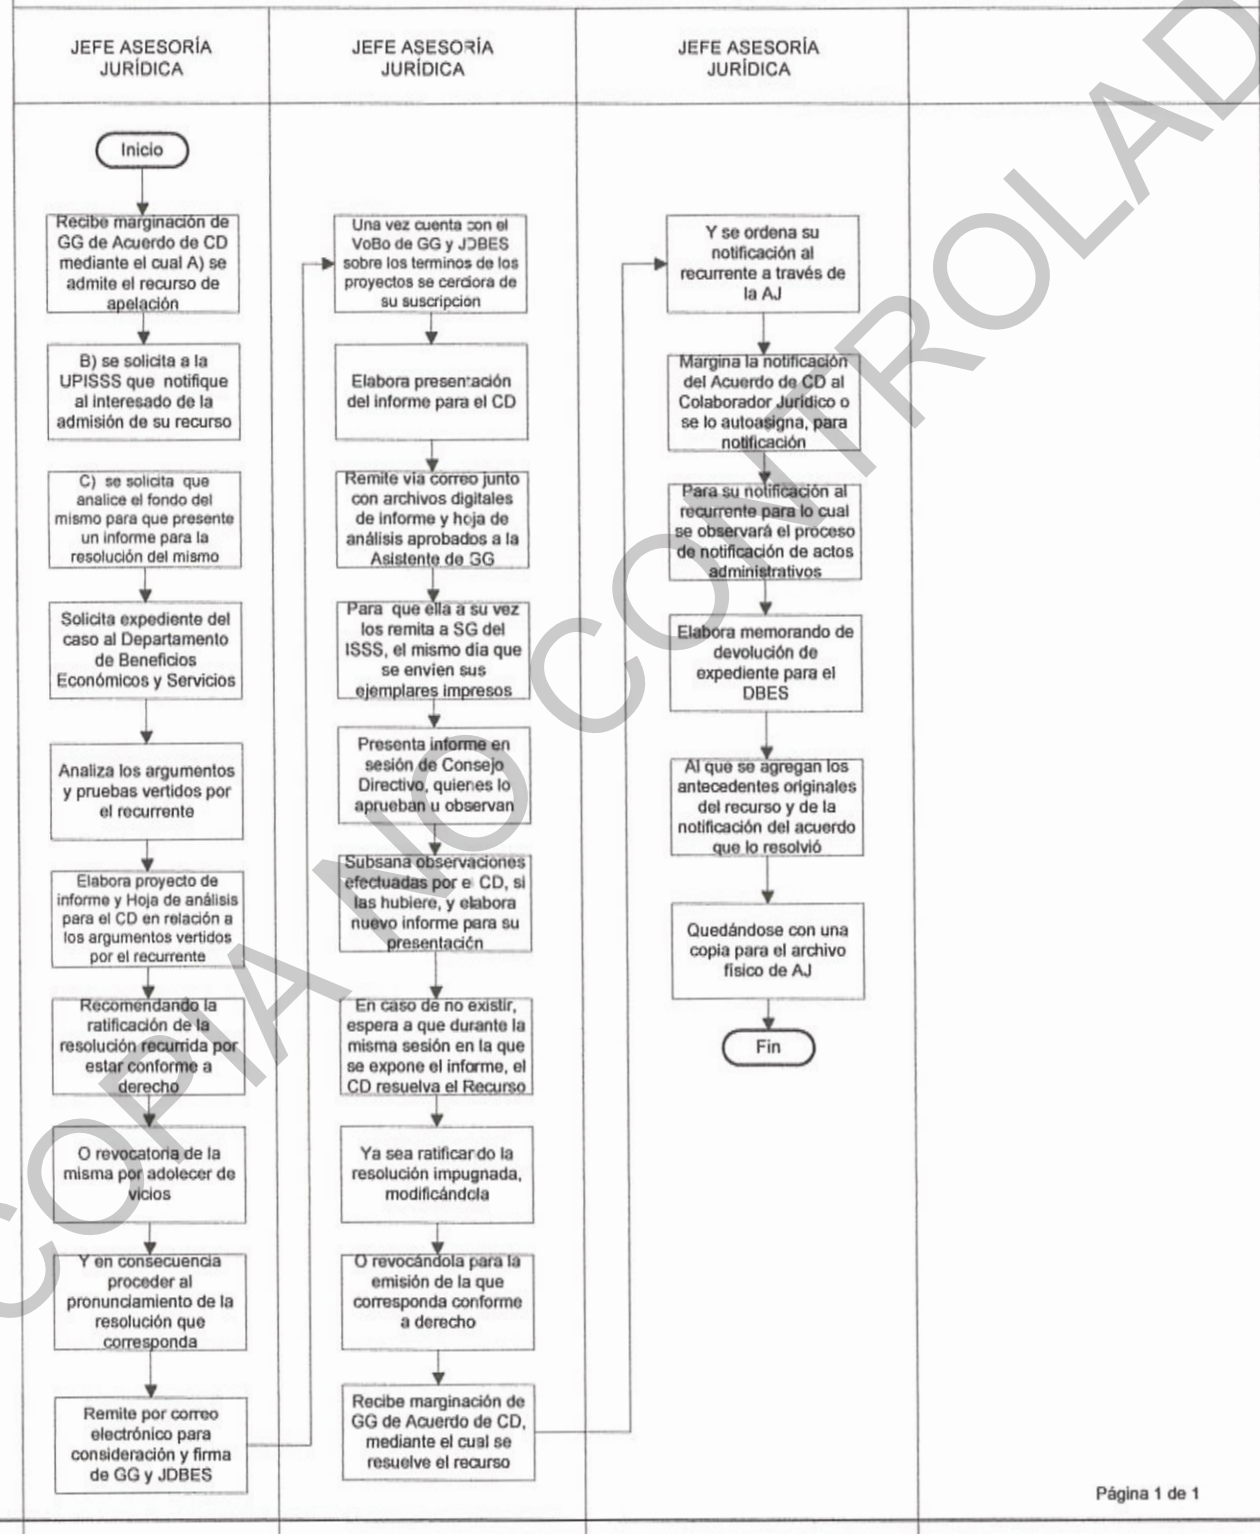 JEFE ASESORÍA
JURÍDICA
JEFE ASESORÍA
JURÍDICA
JEFE ASESORÍA
JURÍDICA
Inicio
Recibe marginación de
GG de Acuerdo de CD
mediante el cual A) se
admite el recurso de
apelación
B) se solicita a la
UPISSS que notifique
al interesado de la
admisión de su recurso
C) se solicita que
analice el fondo del
mismo para que presente
un informe para la
resolución del mismo
Solicita expediente del
caso al Departamento
de Beneficios
Económicos y Servicios
Analiza los argumentos
y pruebas vertidos por
el recurrente
Elabora proyecto de
informe y Hoja de análisis
para el CD en relación a
los argumentos vertidos
por el recurrente
Recomendando la
ratificación de la
resolución recurrida por
estar conforme a
derecho
O revocatoria de la
misma por adolecer de
vicios
Y en consecuencia
proceder al
pronunciamiento de la
resolución que
corresponda
Remite por correo
electrónico para
consideración y firma
de GG y JDBES
Una vez cuenta con el
VoBo de GG y JDBES
sobre los terminos de los
proyectos se cerciora de
su suscripción
Elabora presentación
del informe para el CD
Remite vía correo junto
con archivos digitales
de informe y hoja de
análisis aprobados a la
Asistente de GG
Para que ella a su vez
los remita a SG del
ISSS, el mismo día que
se envíen sus
ejemplares impresos
Presenta informe en
sesión de Consejo
Directivo, quienes lo
aprueban u observan
Subsana observaciones
efectuadas por el CD, si
las hubiere, y elabora
nuevo informe para su
presentación
En caso de no existir,
espera a que durante la
misma sesión en la que
se expone el informe, el
CD resuelva el Recurso
Ya sea ratificando la
resolución impugnada,
modificándola
O revocándola para la
emisión de la que
corresponda conforme
a derecho
Recibe marginación de
GG de Acuerdo de CD,
mediante el cual se
resuelve el recurso
Y se ordena su
notificación al
recurrente a través de
la AJ
Margina la notificación
del Acuerdo de CD al
Colaborador Jurídico o
se lo autoasigna, para
notificación
Para su notificación al
recurrente para lo cual
se observará el proceso
de notificación de actos
administrativos
Elabora memorando de
devolución de
expediente para el
DBES
Al que se agregan los
antecedentes originales
del recurso y de la
notificación del acuerdo
que lo resolvió
Quedándose con una
copia para el archivo
físico de AJ
Fin
Página 1 de 1
COPIA NO CONTROLAD